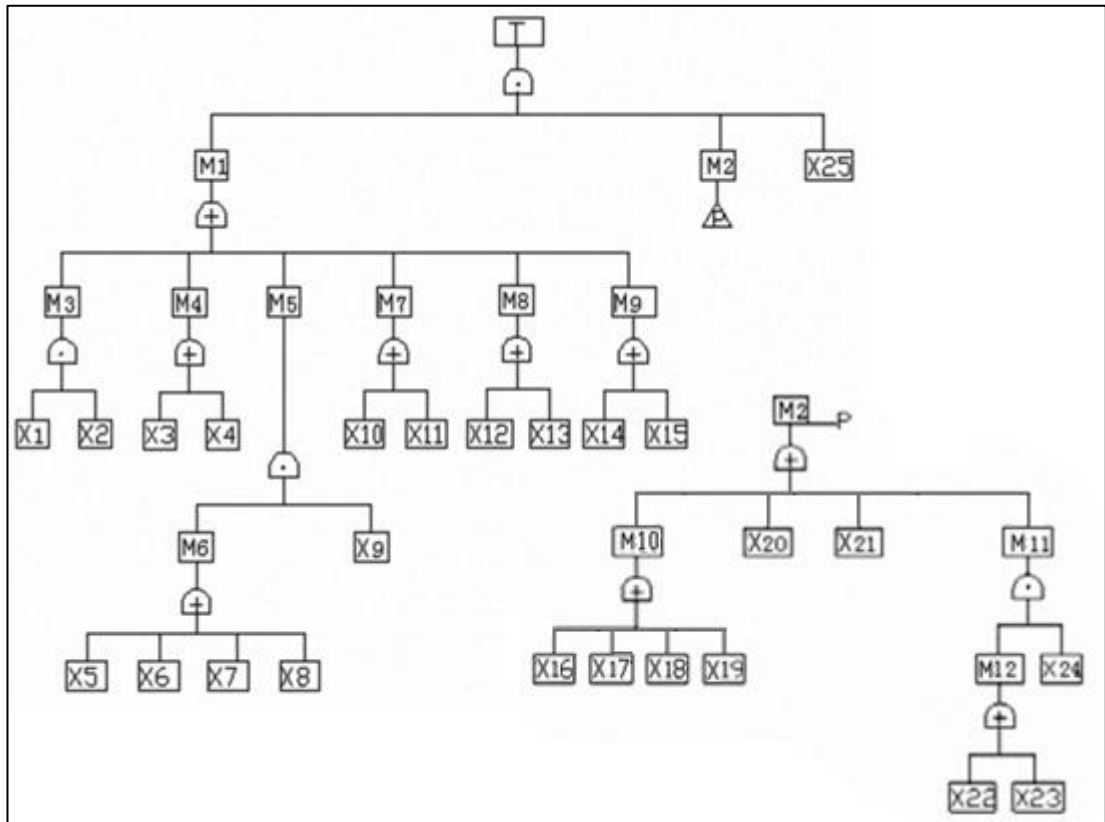 T
·
M1 M2 X25
+ P
M3 M4 M5 M7 M8 M9
· + + + +
X1 X2 X3 X4 X10 X11 X12 X13 X14 X15
M2 P
· +
M6 X9 M10 X20 X21 M11
+ + ·
X5 X6 X7 X8 X16 X17 X18 X19 M12 X24
+
X22 X23